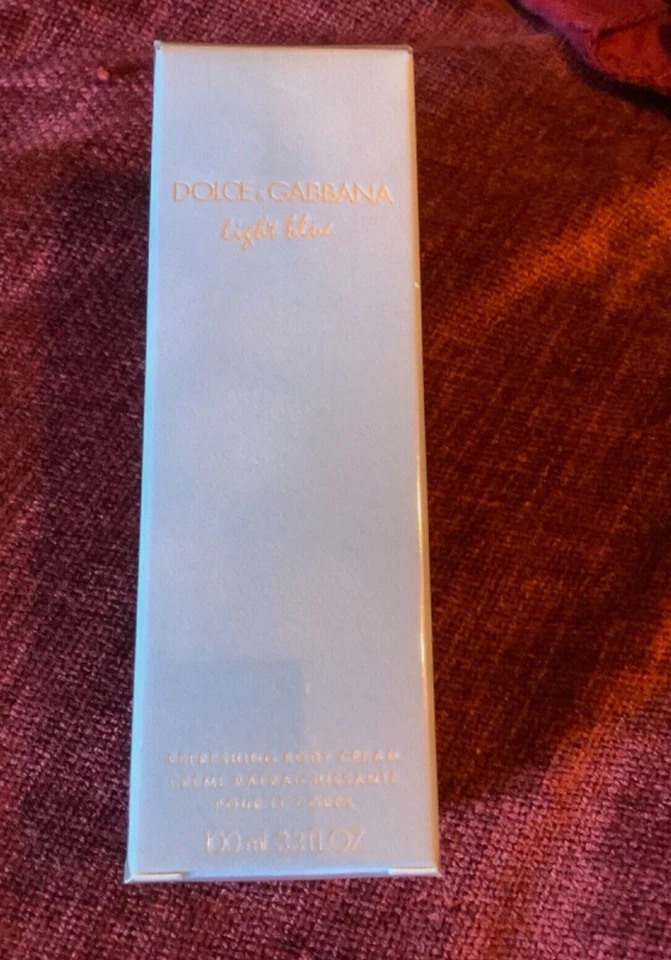 DOLCE & GABBANA
light blue
REFRESHING BODY CREAM
CRÈME RAFRAÎCHISSANTE
POUR LE CORPS
100 ml 3.3 FL.OZ